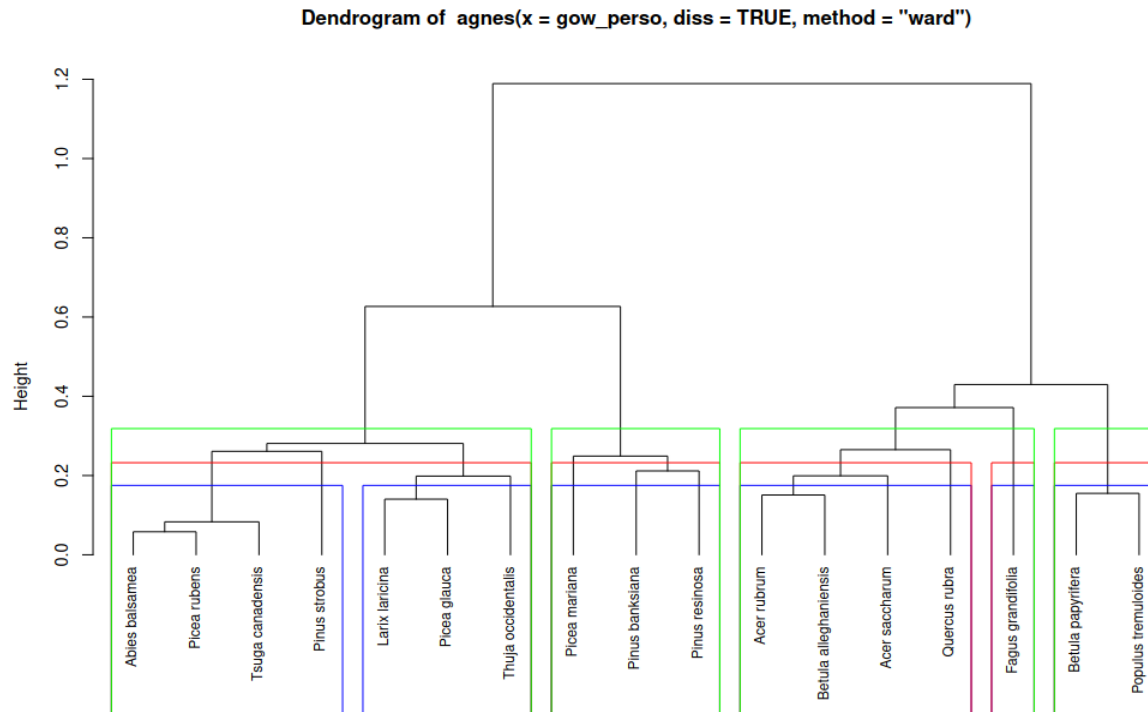 Dendrogram of  agnes(x = gow_perso, diss = TRUE, method = "ward")
Height
1.2
1.0
0.8
0.6
0.4
0.2
0.0
Abies balsamea
Picea rubens
Tsuga canadensis
Pinus strobus
Larix laricina
Picea glauca
Thuja occidentalis
Picea mariana
Pinus banksiana
Pinus resinosa
Acer rubrum
Betula alleghaniensis
Acer saccharum
Quercus rubra
Fagus grandifolia
Betula papyrifera
Populus tremuloides